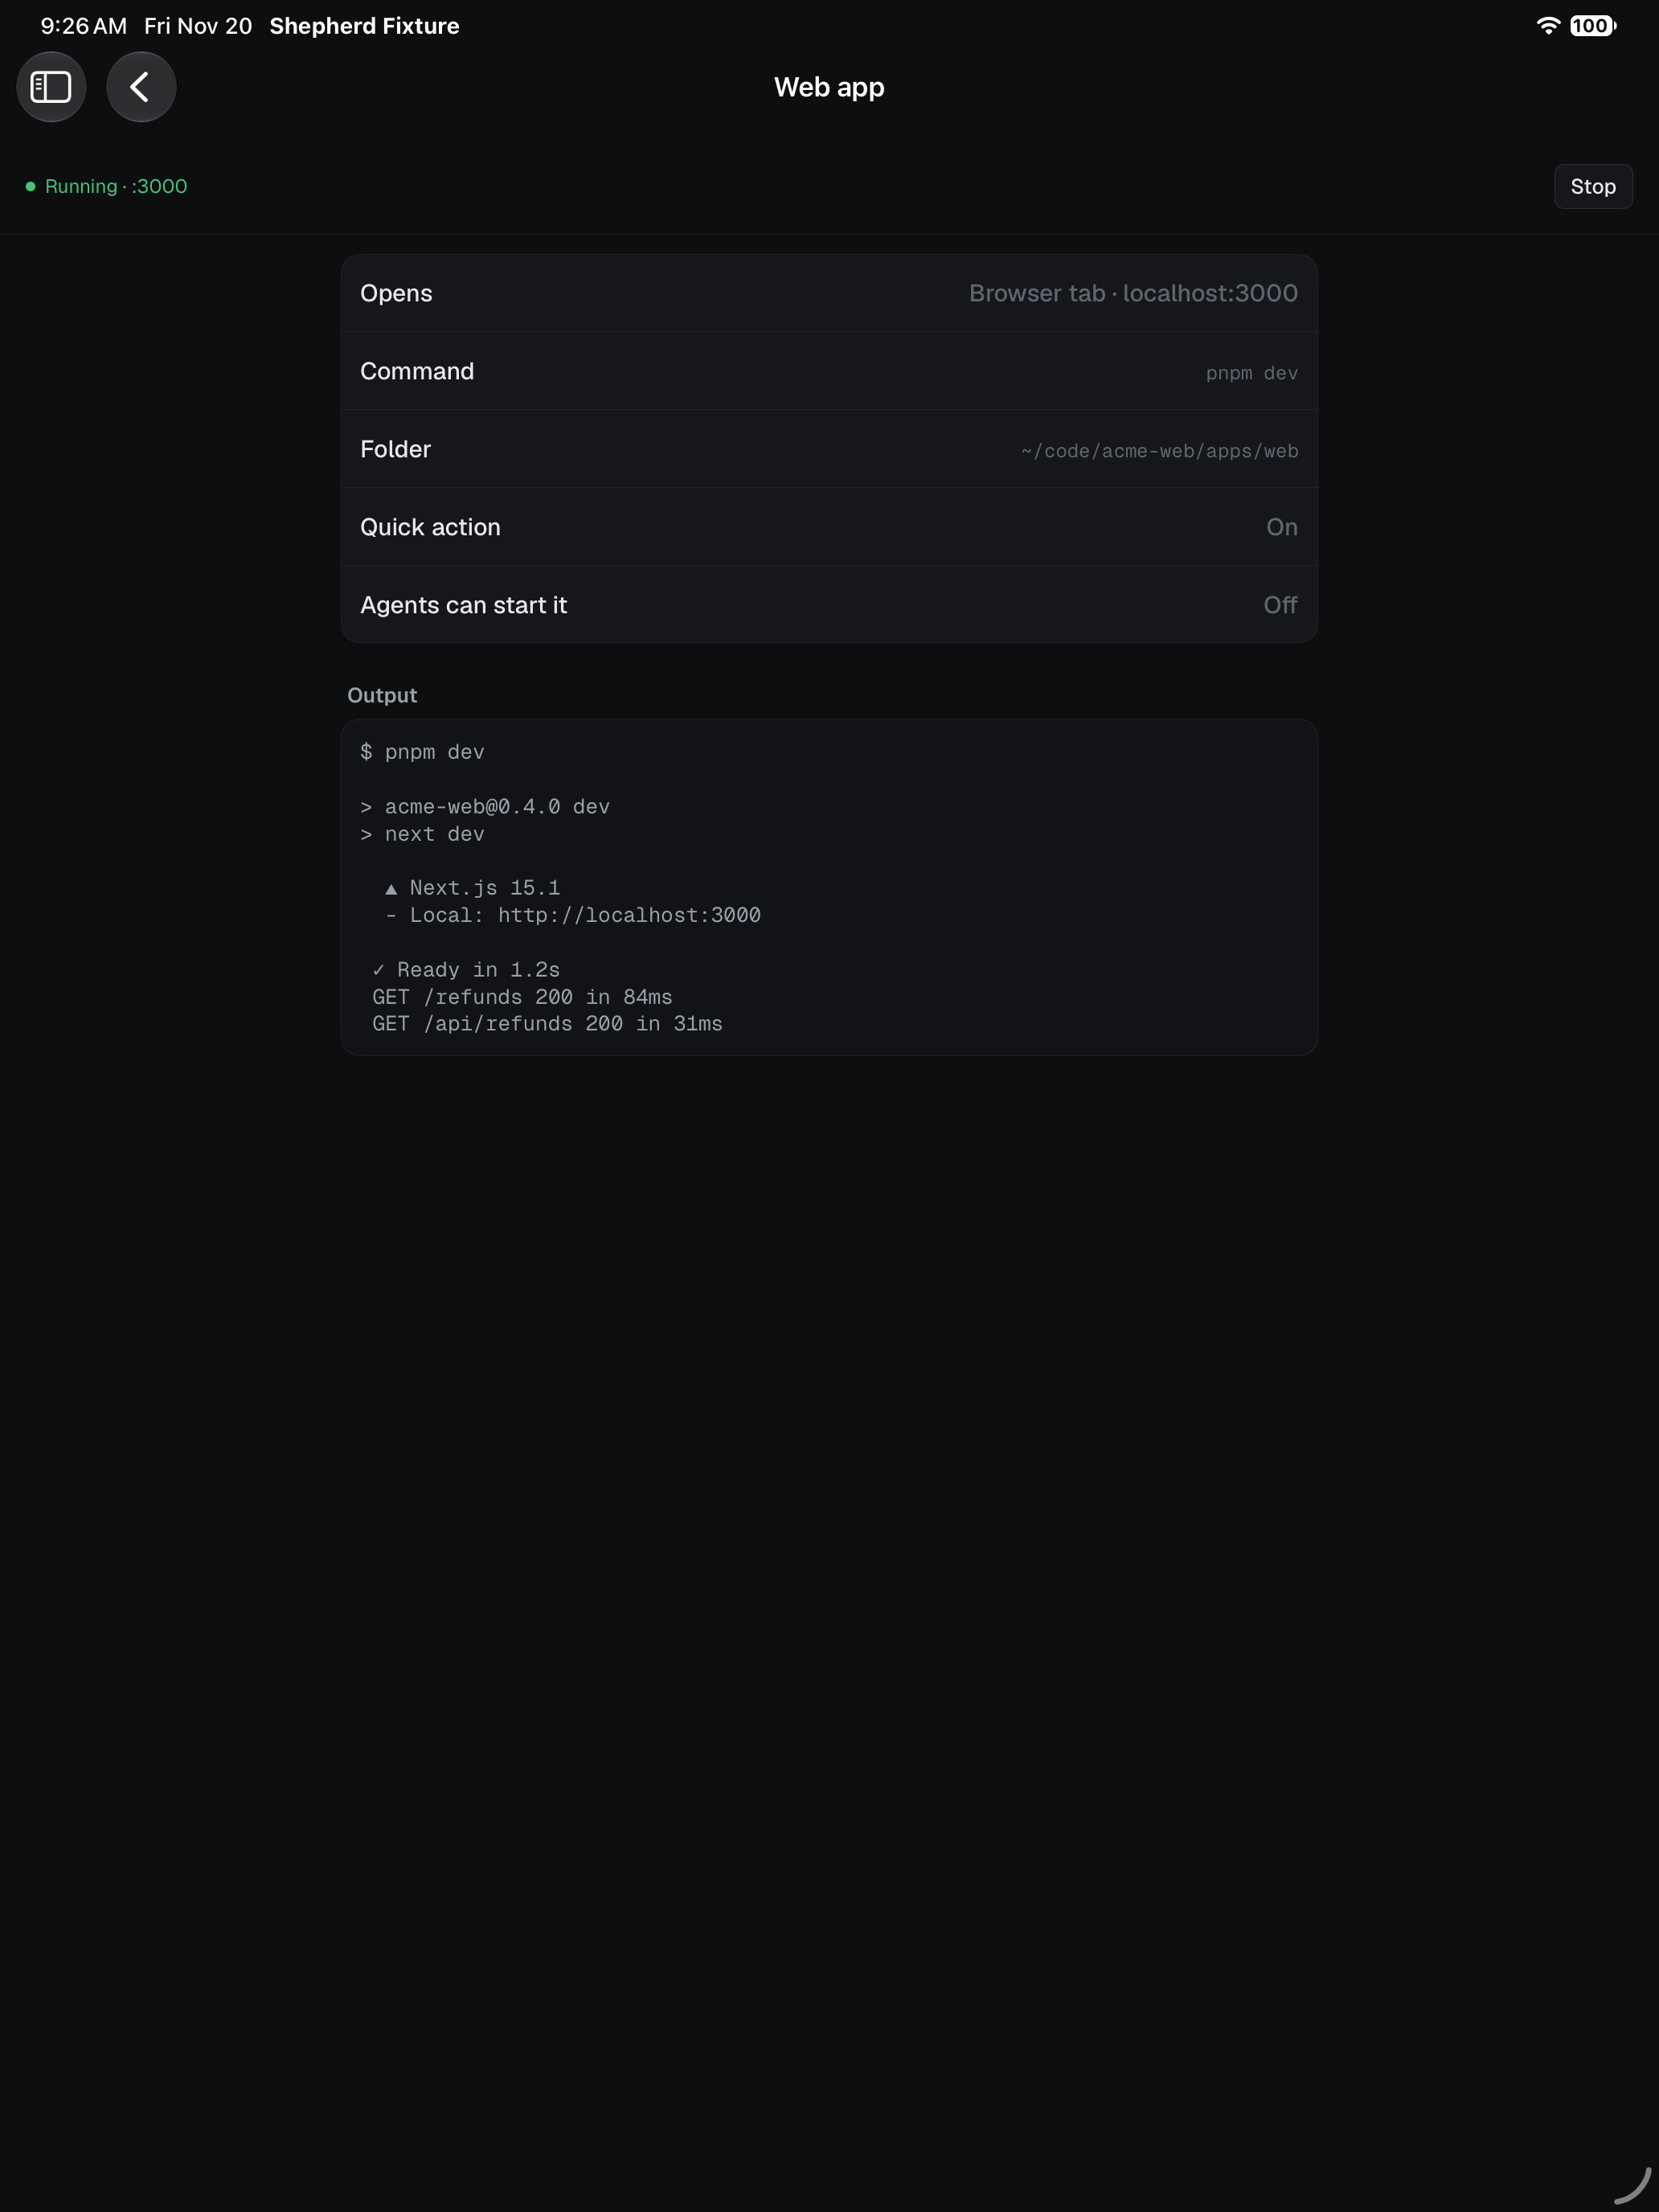 9:26 AM Fri Nov 20 Shepherd Fixture 100
Web app
Running · :3000 Stop
Opens Browser tab · localhost:3000
Command pnpm dev
Folder ~/code/acme-web/apps/web
Quick action On
Agents can start it Off
Output
$ pnpm dev
> acme-web@0.4.0 dev
> next dev
▲ Next.js 15.1
- Local: http://localhost:3000
✓ Ready in 1.2s
GET /refunds 200 in 84ms
GET /api/refunds 200 in 31ms